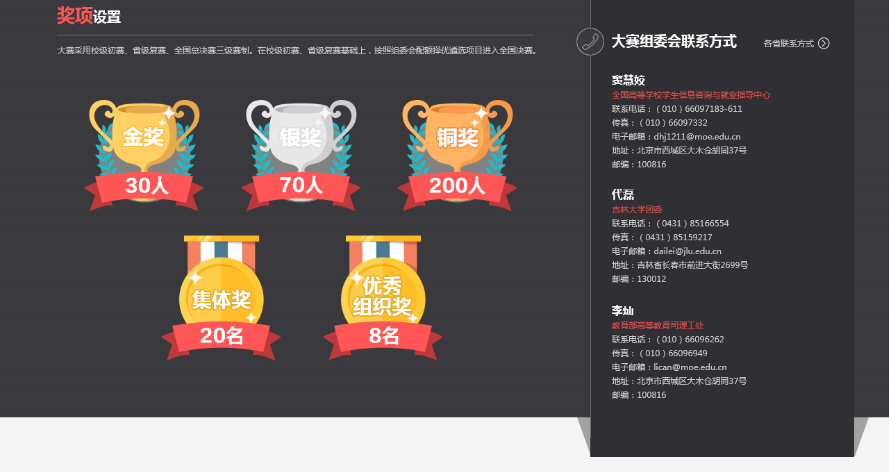 奖项设置
大赛采用校级初赛、省级复赛、全国总决赛三级赛制。在校级初赛、省级复赛基础上，按照组委会配额择优遴选项目进入全国决赛。
金奖
30人
银奖
70人
铜奖
200人
集体奖
20名
优秀
组织奖
8名
大赛组委会联系方式
各省联系方式
窦慧姣
全国高等学校学生信息咨询与就业指导中心
联系电话：（010）66097183-611
传真：（010）66097332
电子邮箱：dhj1211@moe.edu.cn
地址：北京市西城区大木仓胡同37号
邮编：100816
代磊
吉林大学团委
联系电话：（0431）85166554
传真：（0431）85159217
电子邮箱：dailei@jlu.edu.cn
地址：吉林省长春市前进大街2699号
邮编：130012
李灿
教育部高等教育司理工处
联系电话：（010）66096262
传真：（010）66096949
电子邮箱：lican@moe.edu.cn
地址：北京市西城区大木仓胡同37号
邮编：100816